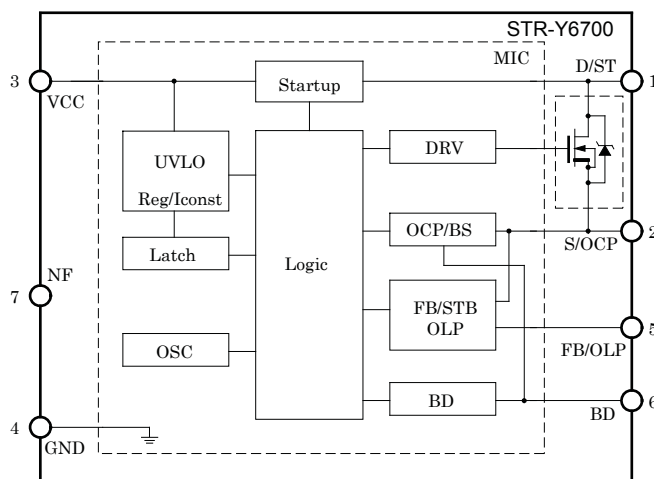 STR-Y6700
MIC
D/ST
3
VCC
Startup
1
UVLO
Reg/Iconst
DRV
Latch
Logic
OCP/BS
2
S/OCP
NF
7
FB/STB
OLP
5
FB/OLP
OSC
BD
6
BD
4
GND